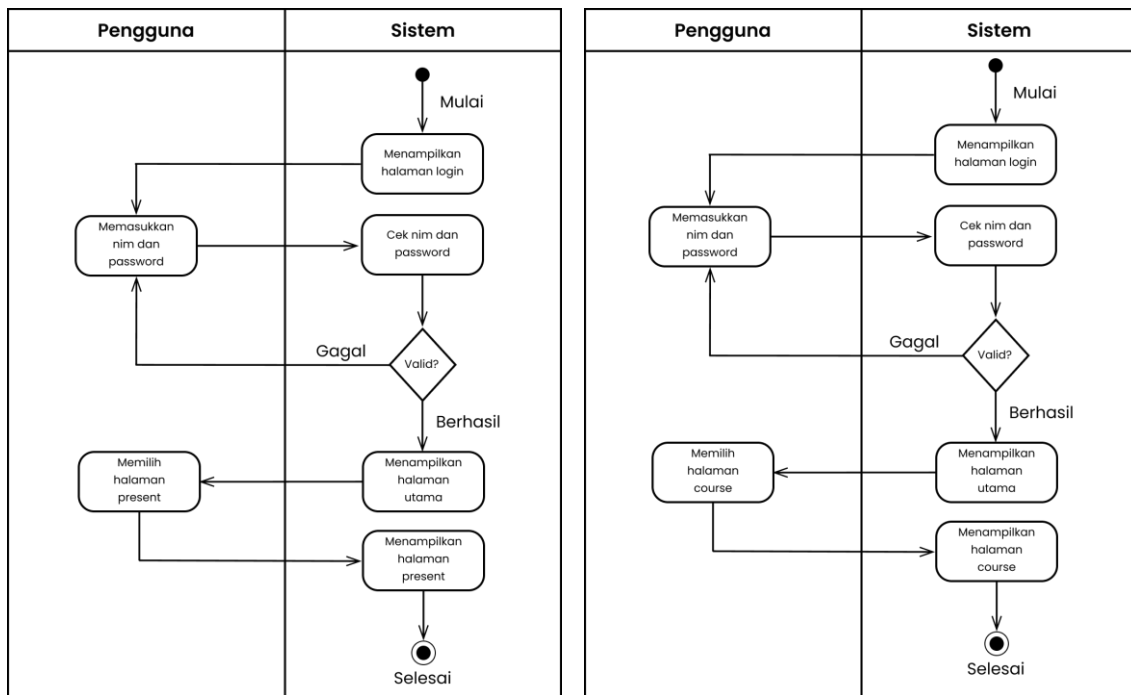 Pengguna
Sistem
Mulai
Menampilkan
halaman login
Memasukkan
nim dan
password
Cek nim dan
password
Valid?
Gagal
Berhasil
Menampilkan
halaman
utama
Memilih
halaman
present
Menampilkan
halaman
present
Selesai
Pengguna
Sistem
Mulai
Menampilkan
halaman login
Memasukkan
nim dan
password
Cek nim dan
password
Valid?
Gagal
Berhasil
Menampilkan
halaman
utama
Memilih
halaman
course
Menampilkan
halaman
course
Selesai